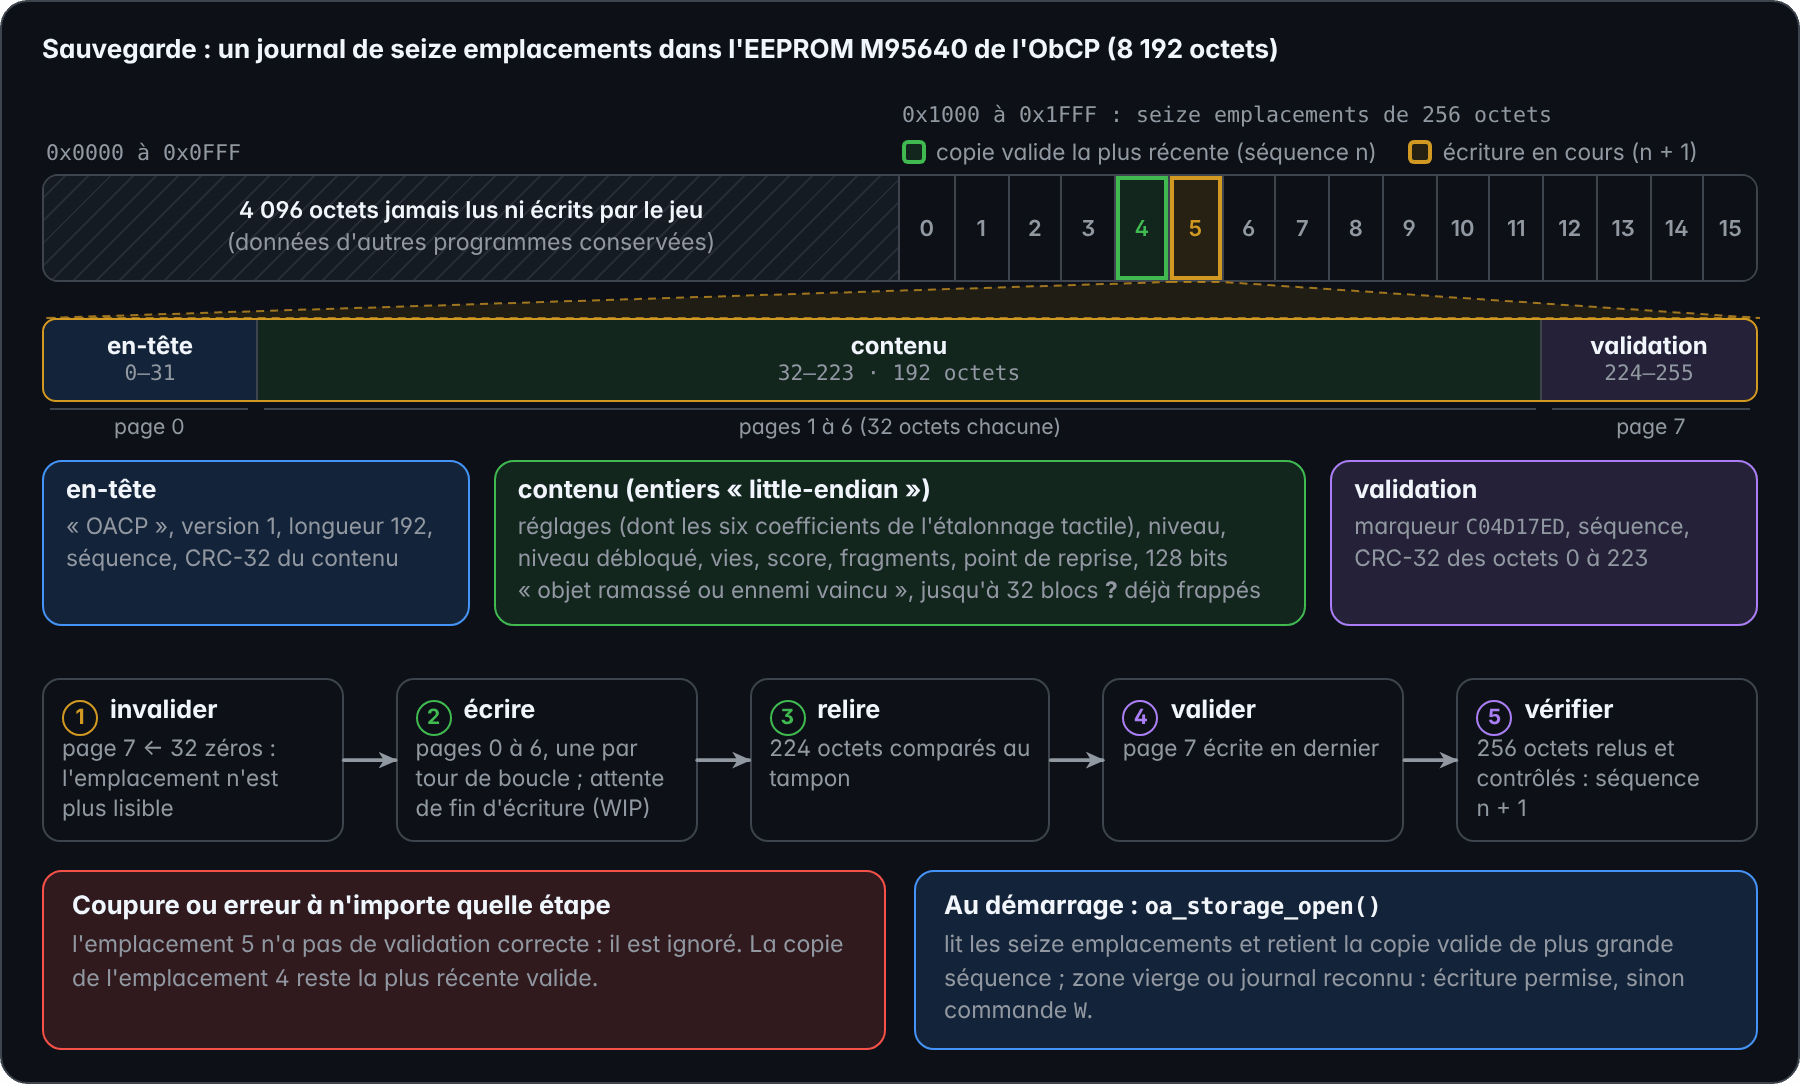 Sauvegarde : un journal de seize emplacements dans l'EEPROM M95640 de l'ObCP (8 192 octets)
0x1000 à 0x1FFF : seize emplacements de 256 octets
0x0000 à 0x0FFF
copie valide la plus récente (séquence n)
écriture en cours (n + 1)
4 096 octets jamais lus ni écrits par le jeu
(données d'autres programmes conservées)
0 1 2 3 4 5 6 7 8 9 10 11 12 13 14 15
en-tête
0–31
contenu
32–223 · 192 octets
validation
224–255
page 0
pages 1 à 6 (32 octets chacune)
page 7
en-tête
« OACP », version 1, longueur 192,
séquence, CRC-32 du contenu
contenu (entiers « little-endian »)
réglages (dont les six coefficients de l'étalonnage tactile), niveau,
niveau débloqué, vies, score, fragments, point de reprise, 128 bits
« objet ramassé ou ennemi vaincu », jusqu'à 32 blocs ? déjà frappés
validation
marqueur C04D17ED, séquence,
CRC-32 des octets 0 à 223
1 invalider
page 7 ← 32 zéros :
l'emplacement n'est
plus lisible
2 écrire
pages 0 à 6, une par
tour de boucle ; attente
de fin d'écriture (WIP)
3 relire
224 octets comparés au
tampon
4 valider
page 7 écrite en dernier
5 vérifier
256 octets relus et
contrôlés : séquence
n + 1
Coupure ou erreur à n'importe quelle étape
l'emplacement 5 n'a pas de validation correcte : il est ignoré. La copie
de l'emplacement 4 reste la plus récente valide.
Au démarrage : oa_storage_open()
lit les seize emplacements et retient la copie valide de plus grande
séquence ; zone vierge ou journal reconnu : écriture permise, sinon
commande W.